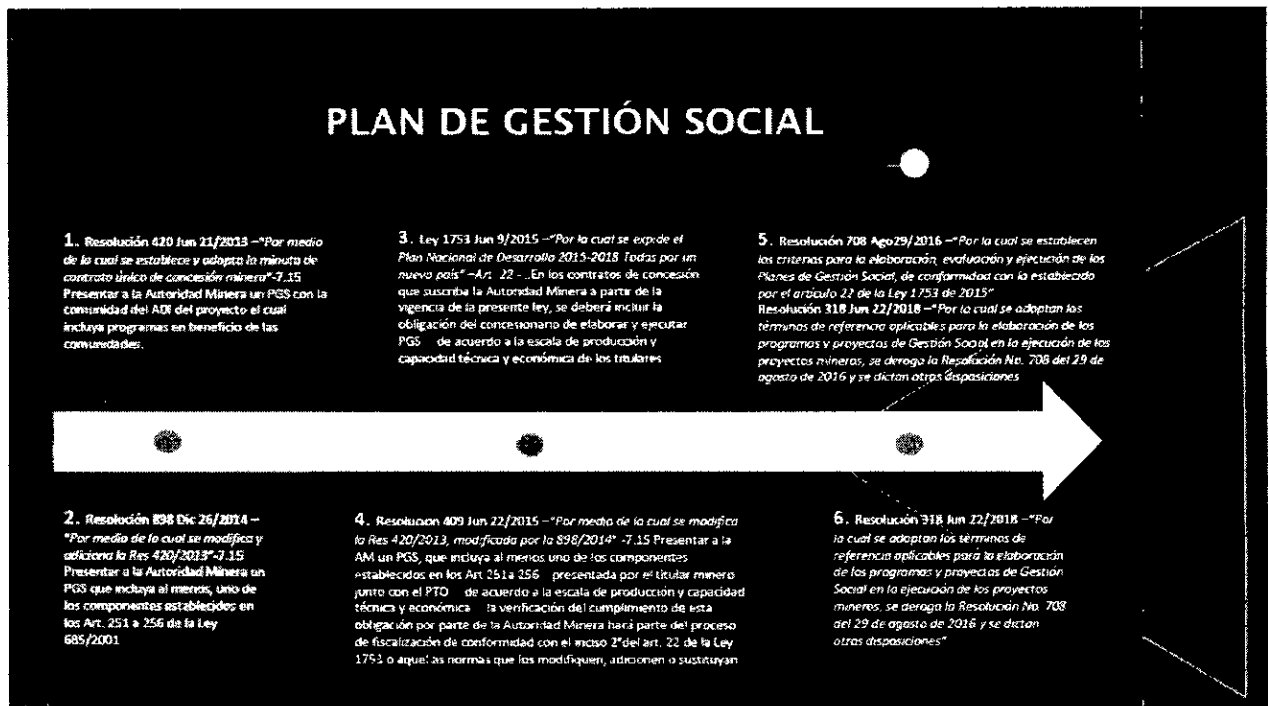 PLAN DE GESTIÓN SOCIAL
1. Resolución 420 Jun 21/2013 –"Por medio
de la cual se establece y adopta la minuta de
contrato único de concesión minera"-7.15
Presentar a la Autoridad Minera un PGS con la
comunidad del ADI del proyecto el cual
incluya programas en beneficio de las
comunidades.
2. Resolución 898 Dic 26/2014 –
"Por medio de lo cual se modifica y
adiciona la Res 420/2013"-7.15
Presentar a la Autoridad Minera un
PGS que incluya al menos, uno de
los componentes establecidos en
los Art. 251 a 256 de la Ley
685/2001
3. Ley 1753 Jun 9/2015 –"Por la cual se expide el
Plan Nacional de Desarrollo 2015-2018 Todos por un
nuevo país" –Art. 22 - ..En los contratos de concesión
que suscriba la Autoridad Minera a partir de la
vigencia de la presente ley, se deberá incluir la
obligación del concesionario de elaborar y ejecutar
PGS de acuerdo a la escala de producción y
capacidad técnica y económica de los titulares
4. Resolución 409 Jun 22/2015 –"Por medio de la cual se modifica
la Res 420/2013, modificada por la 898/2014" -7.15 Presentar a la
AM un PGS, que incluya al menos uno de los componentes
establecidos en los Art 251a 256 presentada por el titular minero
junto con el PTO de acuerdo a la escala de producción y capacidad
técnica y económica la verificación del cumplimiento de esta
obligación por parte de la Autoridad Minera hará parte del proceso
de fiscalización de conformidad con el inciso 2°del art. 22 de la Ley
1753 o aquellas normas que los modifiquen, adicionen o sustituyan
5. Resolución 708 Ago29/2016 –"Por la cual se establecen
los criterios para la elaboración, evaluación y ejecución de los
Planes de Gestión Social, de conformidad con la establecido
por el artículo 22 de la Ley 1753 de 2015"
Resolución 318 Jun 22/2018 –"Por la cual se adoptan los
términos de referencia aplicables para la elaboración de los
programas y proyectos de Gestión Social en la ejecución de los
proyectos mineros, se deroga la Resolución No. 708 del 29 de
agosto de 2016 y se dictan otras disposiciones
6. Resolución 318 Jun 22/2018 –"Por
la cual se adoptan los términos de
referencia aplicables para la elaboración
de los programas y proyectos de Gestión
Social en la ejecución de los proyectos
mineros, se deroga la Resolución No. 708
del 29 de agosto de 2016 y se dictan
otras disposiciones"